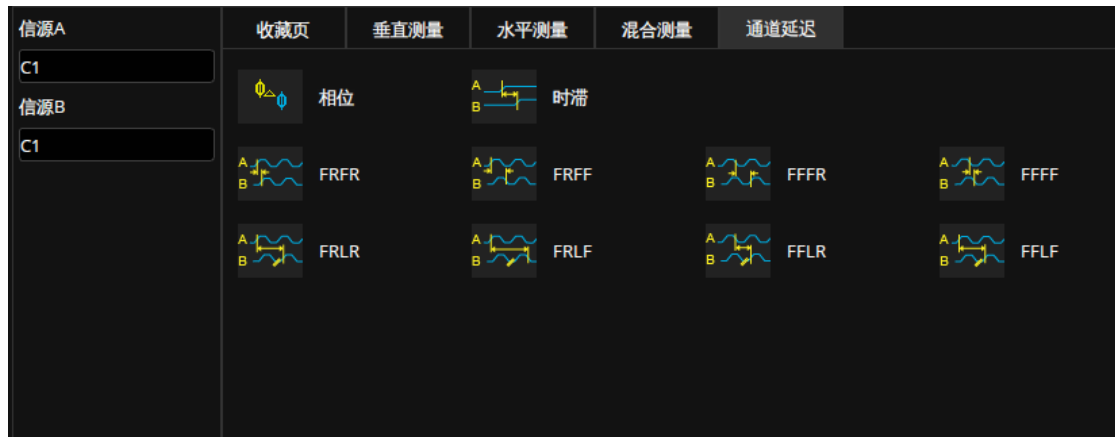 信源A
C1
信源B
C1
收藏页 垂直测量 水平测量 混合测量 通道延迟
ϕ△ϕ 相位 A B 时滞
A B FRFR A B FRFF A B FFFR A B FFFF
A B FRLR A B FRLF A B FFLR A B FFLF